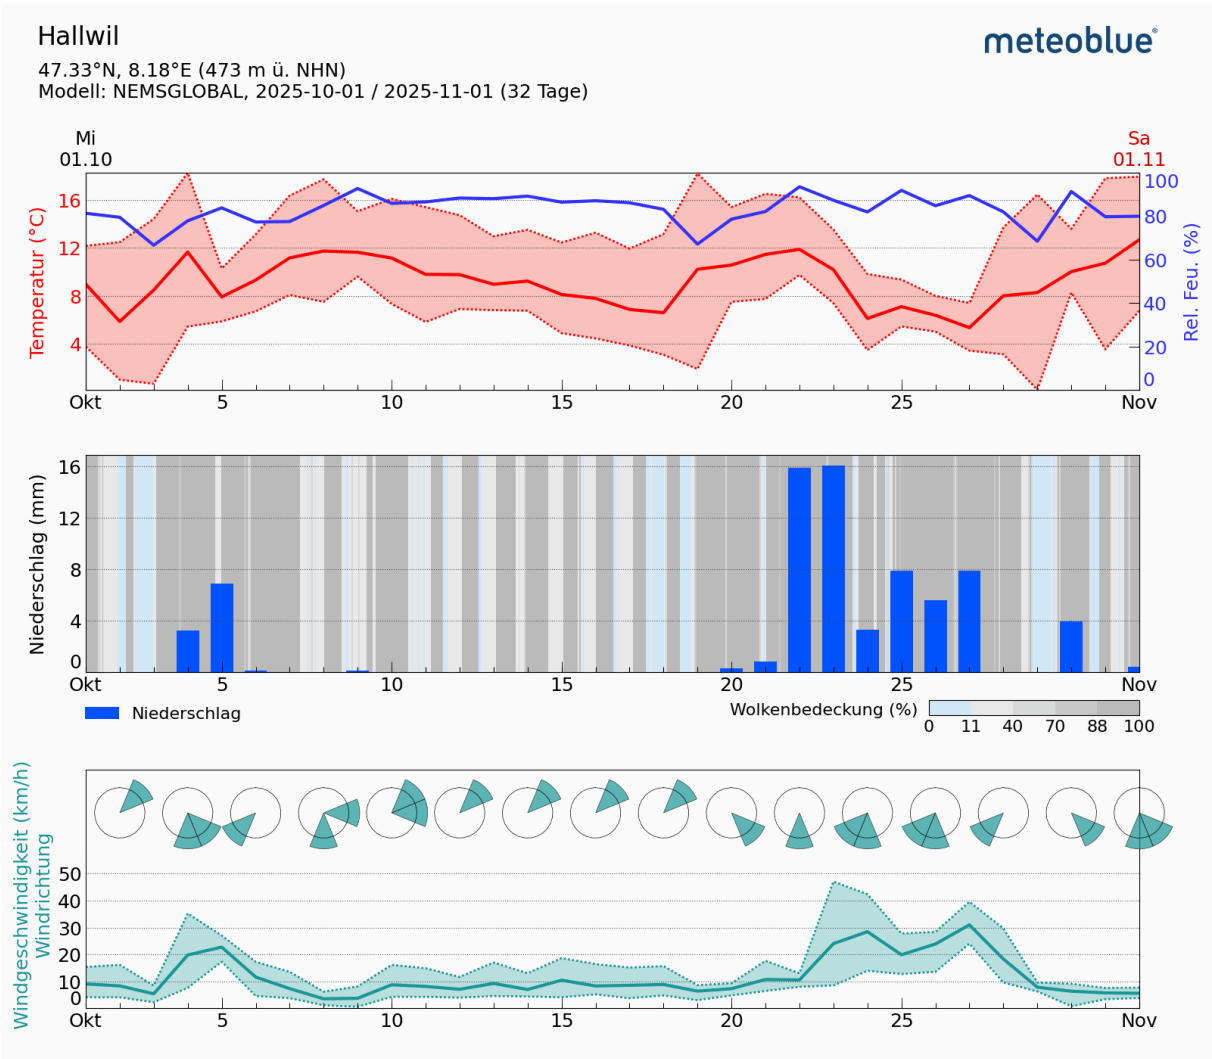 Hallwil
meteoblue®
47.33°N, 8.18°E (473 m ü. NHN)
Modell: NEMSGLOBAL, 2025-10-01 / 2025-11-01 (32 Tage)
Mi
01.10
Sa
01.11
Temperatur (°C)
16
12
8
4
100
80
60
40
20
0
Rel. Feu. (%)
Okt 5 10 15 20 25 Nov
Niederschlag (mm)
16
12
8
4
0
Okt 5 10 15 20 25 Nov
Niederschlag
Wolkenbedeckung (%)
0 11 40 70 88 100
Windgeschwindigkeit (km/h)
Windrichtung
50
40
30
20
10
0
Okt 5 10 15 20 25 Nov